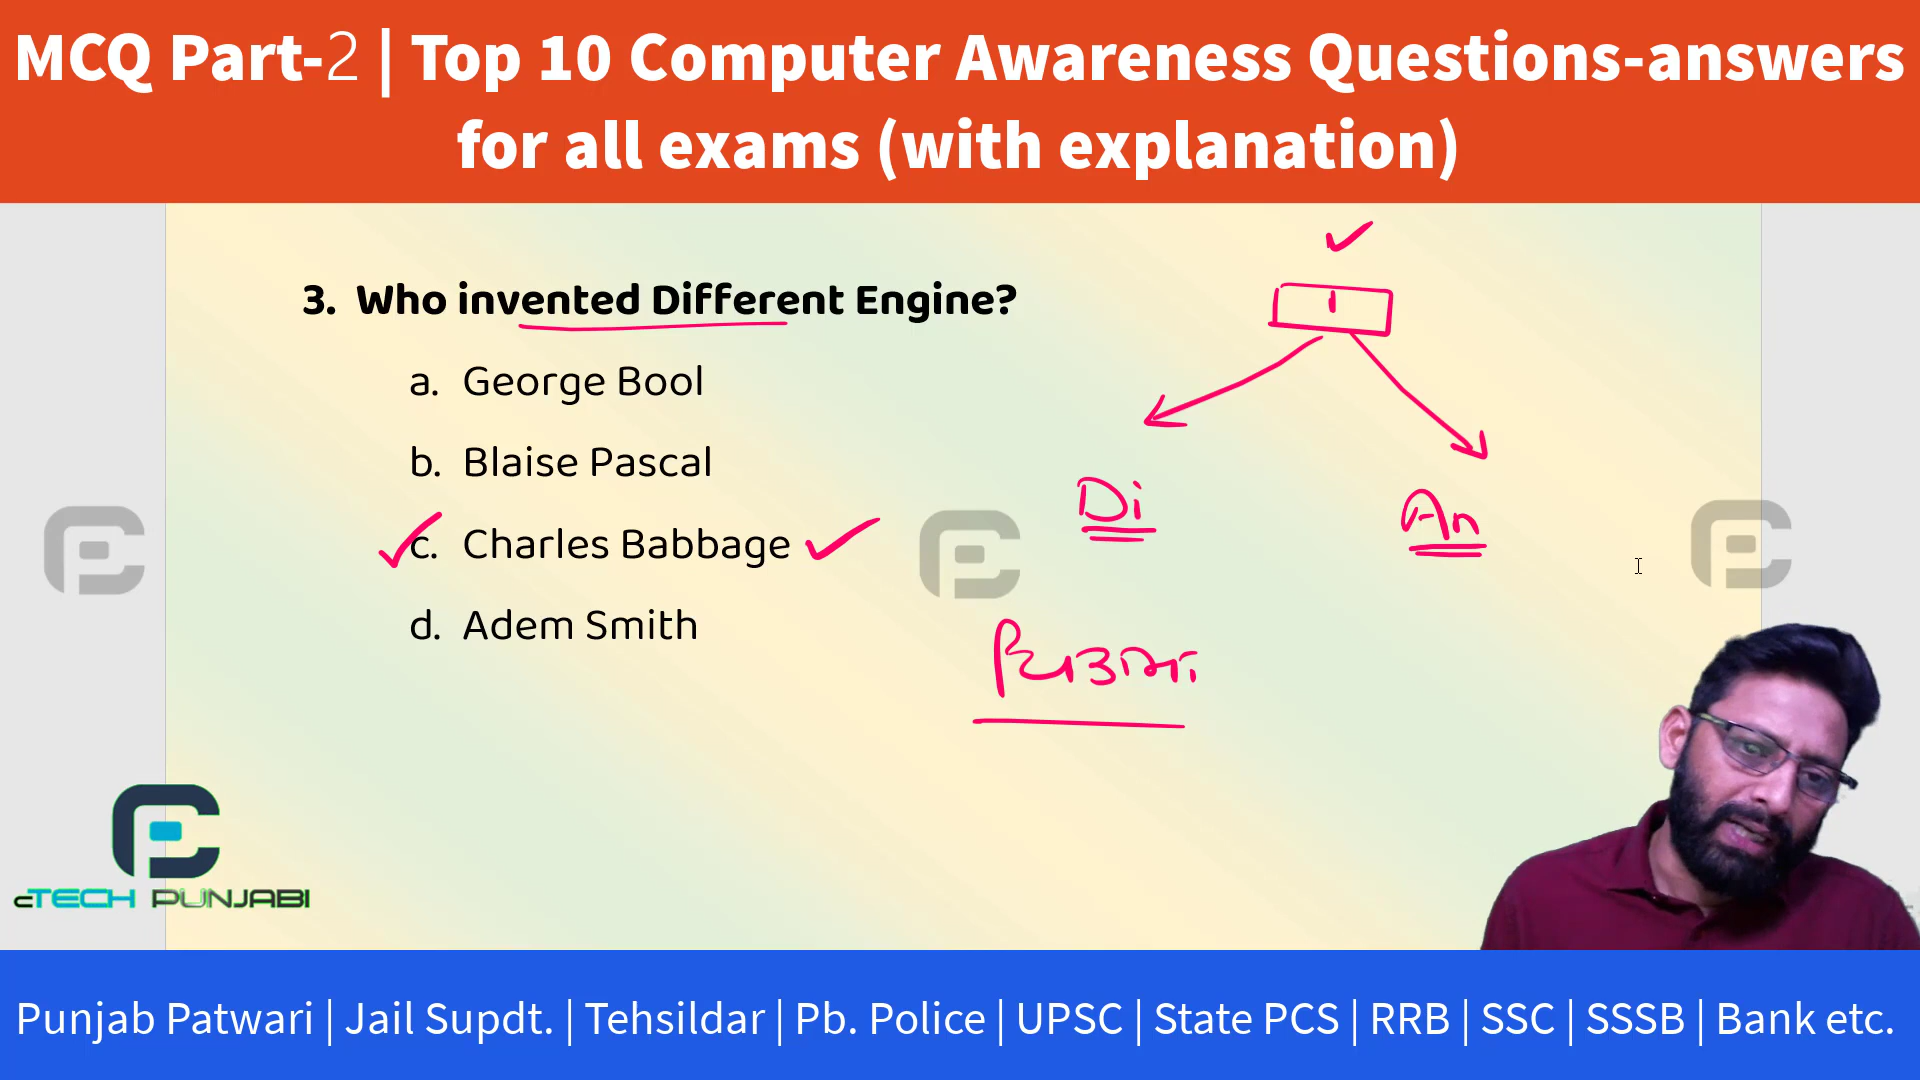 MCQ Part-2 | Top 10 Computer Awareness Questions-answers
for all exams (with explanation)
3. Who invented Different Engine?
a. George Bool
b. Blaise Pascal
c. Charles Babbage
d. Adem Smith
1
Di
An
cTECH PUNJABI
Punjab Patwari | Jail Supdt. | Tehsildar | Pb. Police | UPSC | State PCS | RRB | SSC | SSSB | Bank etc.